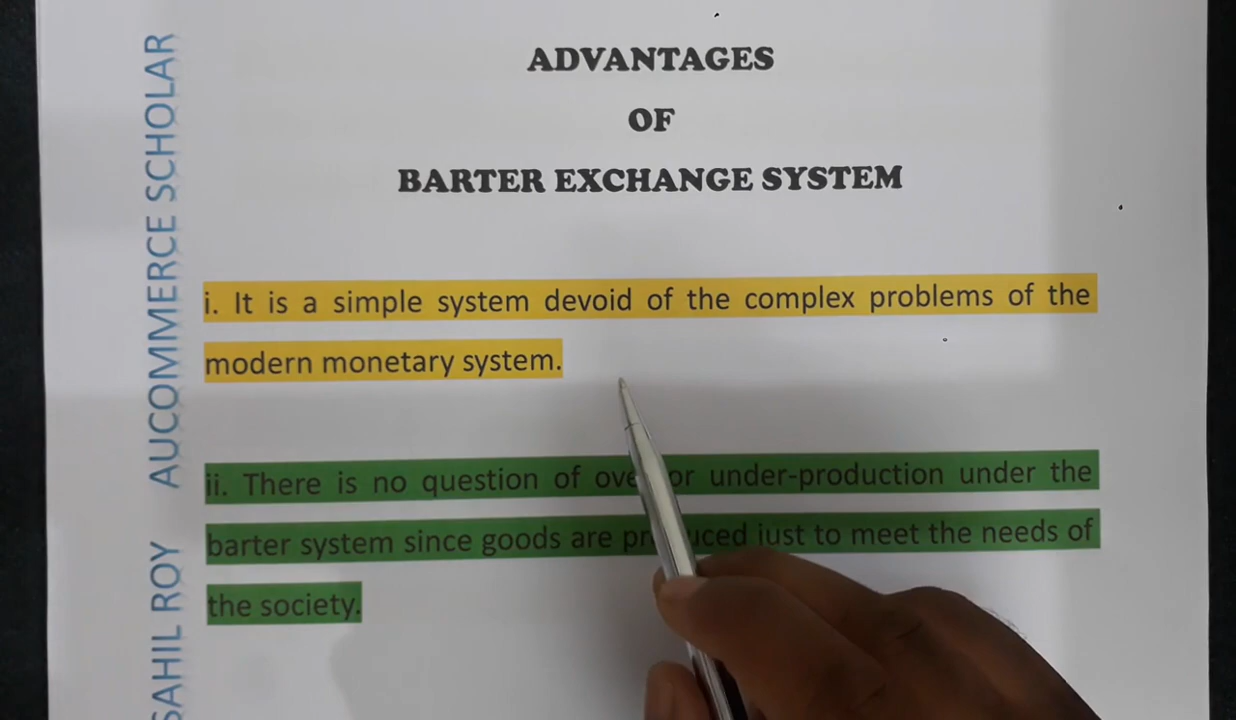 ADVANTAGES
OF
BARTER EXCHANGE SYSTEM
i. It is a simple system devoid of the complex problems of the
modern monetary system.
ii. There is no question of or under-production under the
barter system since goods are just to meet the needs of
the society.
SAHIL ROY AUCOMMERCE SCHOLAR